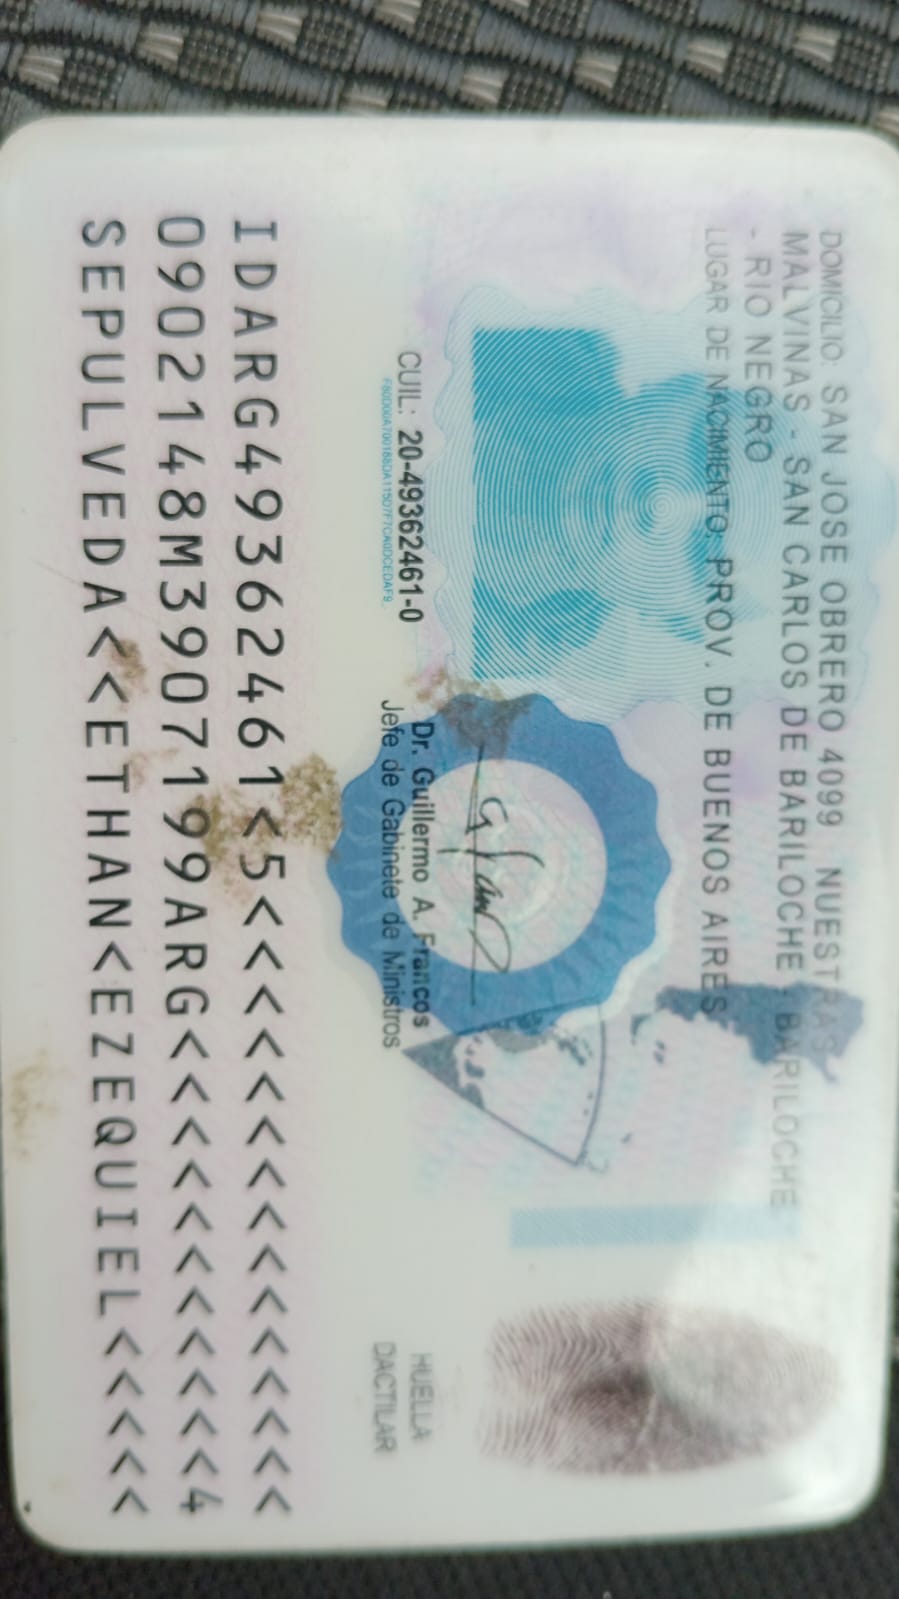 DOMICILIO: SAN JOSE OBRERO 4099 NUESTRAS
MALVINAS - SAN CARLOS DE BARILOCHE - BARILOCHE
- RIO NEGRO
LUGAR DE NACIMIENTO: PROV. DE BUENOS AIRES
CUIL: 20-49362461-0
Dr. Guillermo A. Francos
Jefe de Gabinete de Ministros
HUELLA
DACTILAR
IDARG49362461<5<<<<<<<<<<<<<<<
0902148M3907199ARG<<<<<<<<<<<4
SEPULVEDA<<ETHAN<EZEQUIEL<<<<<